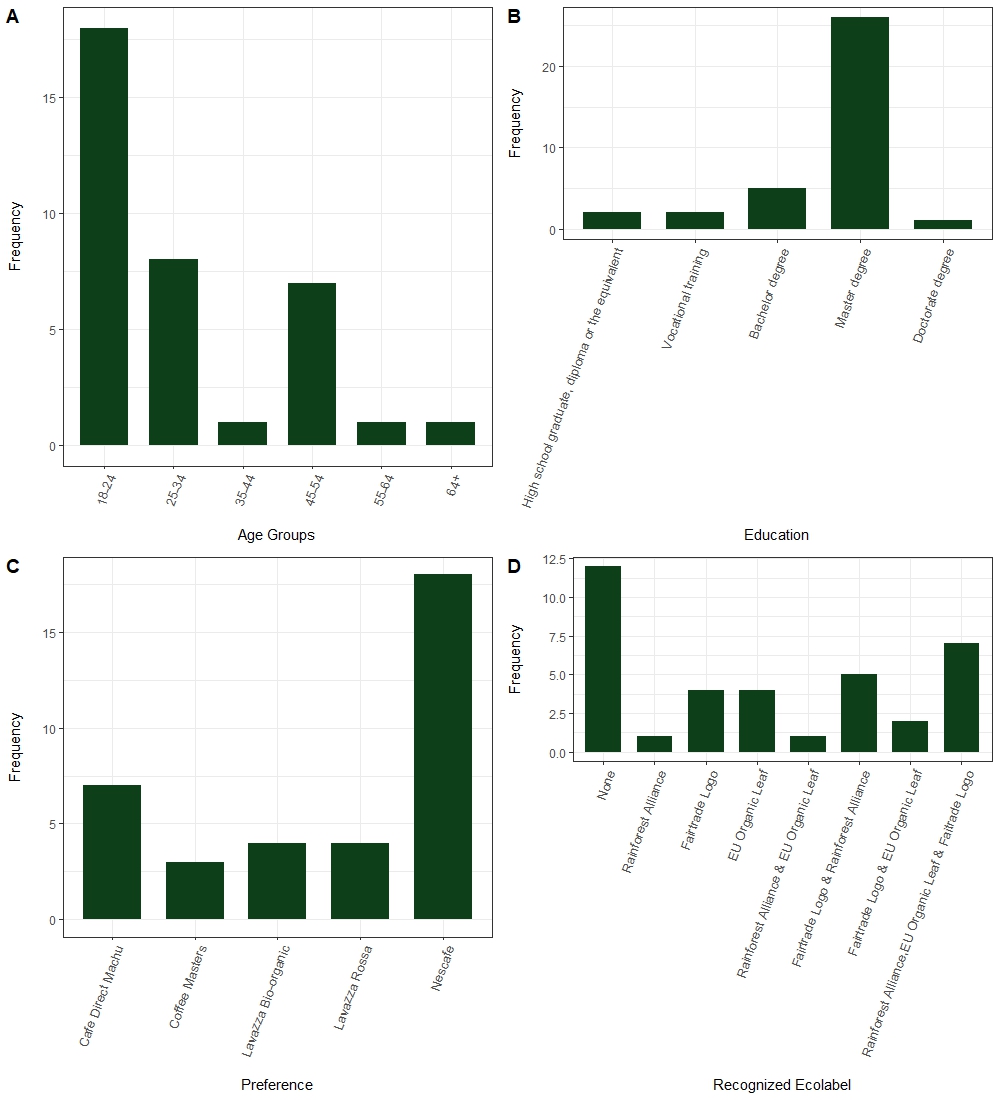 A
Frequency
15
10
5
0
18-24
25-34
35-44
45-54
55-64
64+
Age Groups
B
Frequency
20
10
0
High school graduate, diploma or the equivalent
Vocational training
Bachelor degree
Master degree
Doctorate degree
Education
C
Frequency
15
10
5
0
Cafe Direct Machu
Coffee Masters
Lavazza Bio-organic
Lavazza Rossa
Nescafe
Preference
D
Frequency
12.5
10.0
7.5
5.0
2.5
0.0
None
Rainforest Alliance
Fairtrade Logo
EU Organic Leaf
Rainforest Alliance & EU Organic Leaf
Fairtrade Logo & Rainforest Alliance
Fairtrade Logo & EU Organic Leaf
Rainforest Alliance,EU Organic Leaf & Faitrade Logo
Recognized Ecolabel